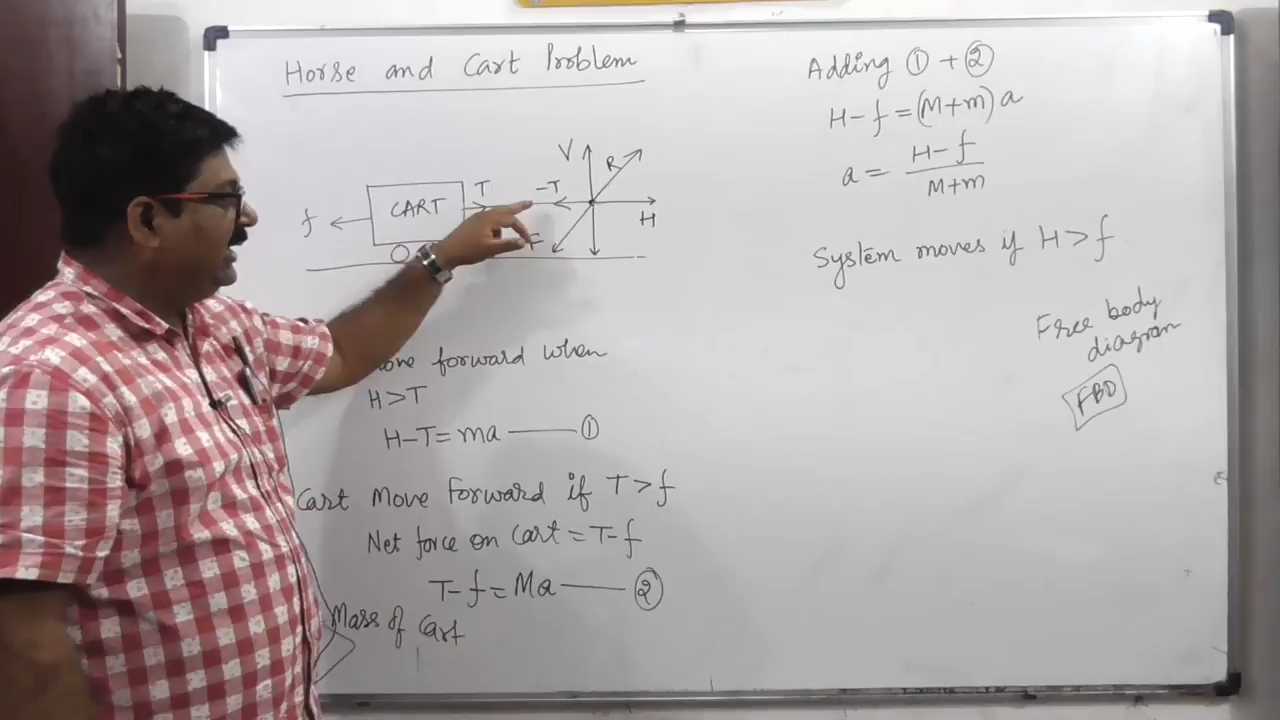 Horse and Cart Problem
V
R
T
-T
CART
f
H
F
move forward when
H>T
H-T=ma ——— ①
Cart Move Forward if T>f
Net force on Cart = T-f
T-f=Ma ——— ②
Mass of Cart
Adding ① + ②
H-f=(M+m)a
a= H-f
M+m
System moves if H>f
Free body
diagram
FBD